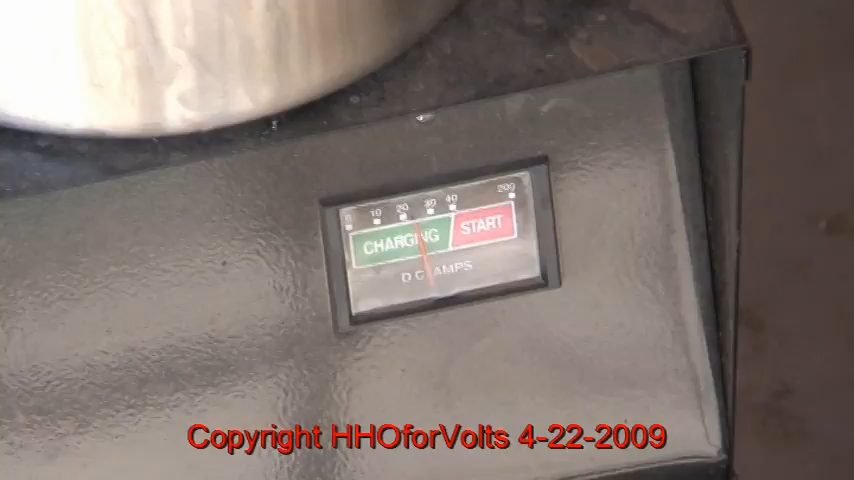 0 10 20 30 40 200
CHARGING START
D.C. AMPS
Copyright HHOforVolts 4-22-2009